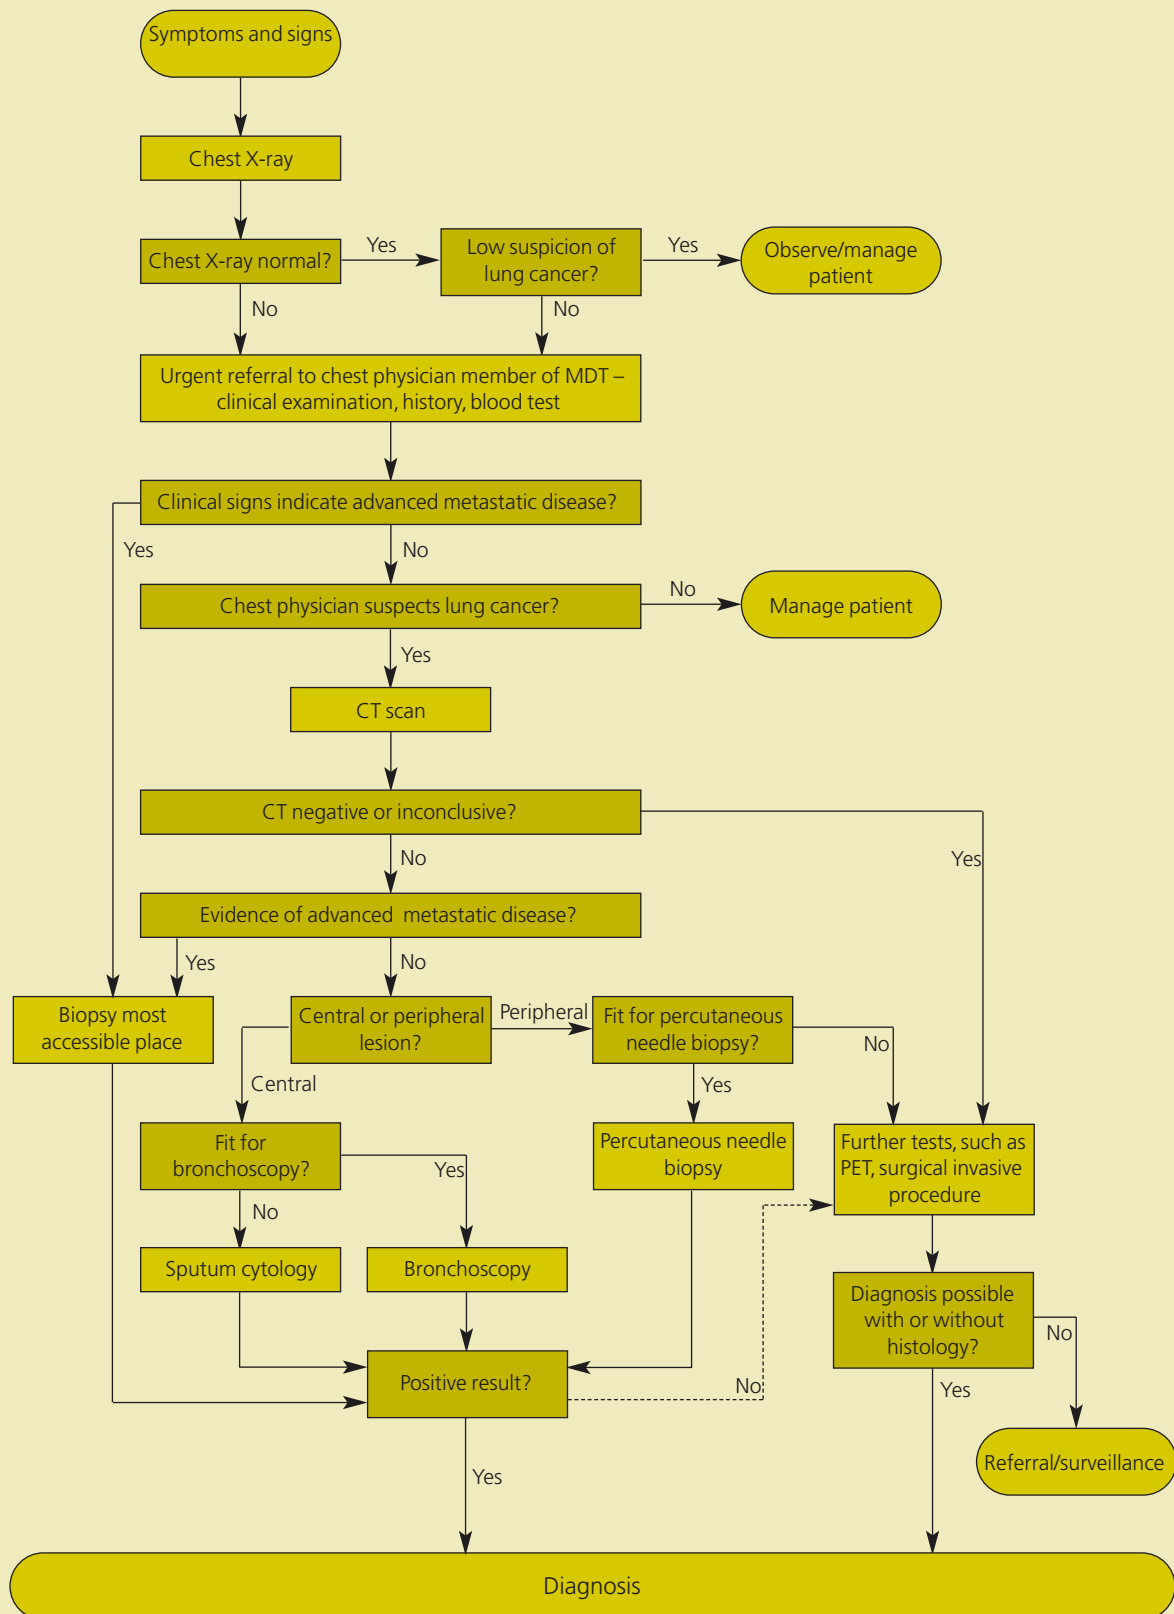 Symptoms and signs
Chest X-ray
Chest X-ray normal?
Yes
Low suspicion of
lung cancer?
Yes
Observe/manage
patient
No
No
Urgent referral to chest physician member of MDT –
clinical examination, history, blood test
Clinical signs indicate advanced metastatic disease?
Yes
No
Chest physician suspects lung cancer?
No
Manage patient
Yes
CT scan
CT negative or inconclusive?
Yes
No
Evidence of advanced metastatic disease?
Yes
No
Biopsy most
accessible place
Central or peripheral
lesion?
Peripheral
Fit for percutaneous
needle biopsy?
No
Central
Yes
Fit for
bronchoscopy?
Yes
Percutaneous needle
biopsy
Further tests, such as
PET, surgical invasive
procedure
No
Sputum cytology
Bronchoscopy
Diagnosis possible
with or without
histology?
No
Positive result?
No
Yes
Referral/surveillance
Yes
Diagnosis